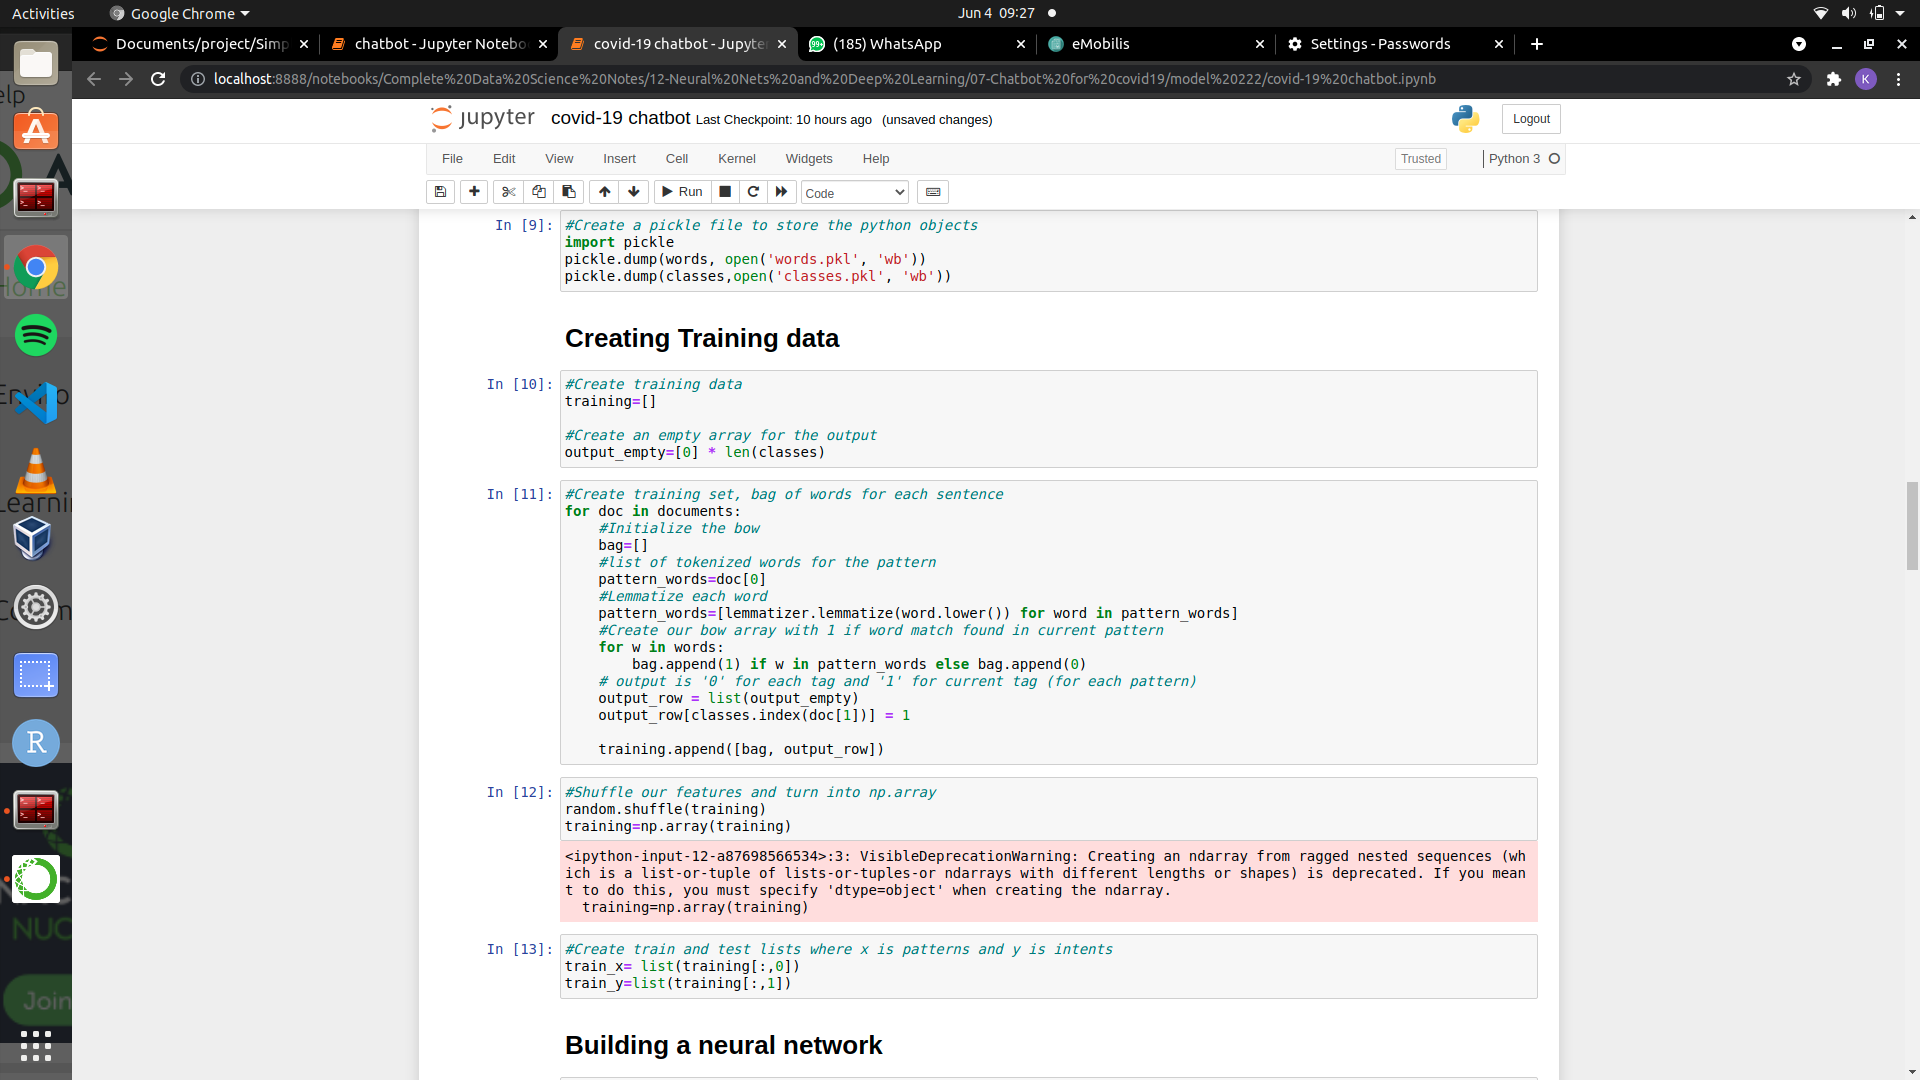 Activities
Google Chrome
Jun 4 09:27
Documents/project/Simp
chatbot - Jupyter Notebo
covid-19 chatbot - Jupyte
(185) WhatsApp
eMobilis
Settings - Passwords
localhost:8888/notebooks/Complete%20Data%20Science%20Notes/12-Neural%20Nets%20and%20Deep%20Learning/07-Chatbot%20for%20covid19/model%20222/covid-19%20chatbot.ipynb
K
jupyter
covid-19 chatbot Last Checkpoint: 10 hours ago (unsaved changes)
Logout
File Edit View Insert Cell Kernel Widgets Help
Trusted
Python 3
Run
Code
In [9]:
#Create a pickle file to store the python objects
import pickle
pickle.dump(words, open('words.pkl', 'wb'))
pickle.dump(classes,open('classes.pkl', 'wb'))
Creating Training data
In [10]:
#Create training data
training=[]
#Create an empty array for the output
output_empty=[0] * len(classes)
In [11]:
#Create training set, bag of words for each sentence
for doc in documents:
    #Initialize the bow
    bag=[]
    #list of tokenized words for the pattern
    pattern_words=doc[0]
    #Lemmatize each word
    pattern_words=[lemmatizer.lemmatize(word.lower()) for word in pattern_words]
    #Create our bow array with 1 if word match found in current pattern
    for w in words:
        bag.append(1) if w in pattern_words else bag.append(0)
    # output is '0' for each tag and '1' for current tag (for each pattern)
    output_row = list(output_empty)
    output_row[classes.index(doc[1])] = 1
    training.append([bag, output_row])
In [12]:
#Shuffle our features and turn into np.array
random.shuffle(training)
training=np.array(training)
<ipython-input-12-a87698566534>:3: VisibleDeprecationWarning: Creating an ndarray from ragged nested sequences (wh
ich is a list-or-tuple of lists-or-tuples-or ndarrays with different lengths or shapes) is deprecated. If you mean
t to do this, you must specify 'dtype=object' when creating the ndarray.
  training=np.array(training)
In [13]:
#Create train and test lists where x is patterns and y is intents
train_x= list(training[:,0])
train_y=list(training[:,1])
Building a neural network
elp
Home
Enviro
Learnin
R
NUC
Join